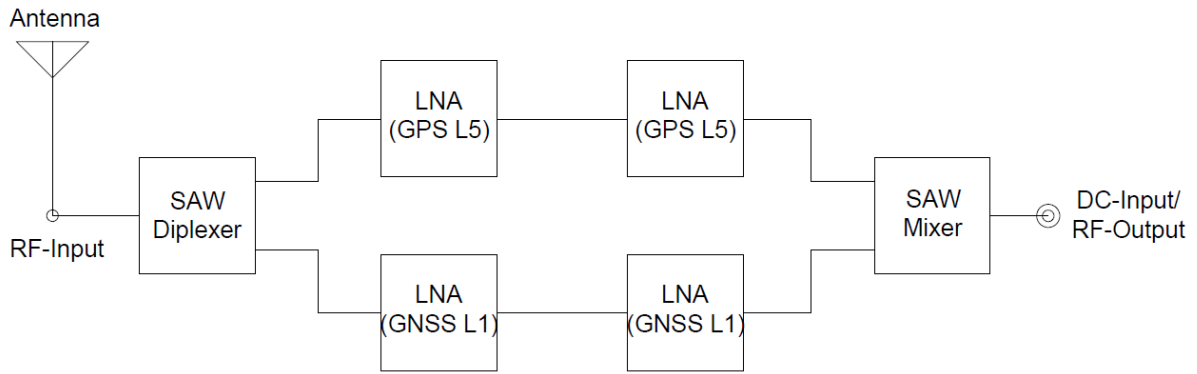 Antenna
RF-Input
SAW
Diplexer
LNA
(GPS L5)
LNA
(GPS L5)
LNA
(GNSS L1)
LNA
(GNSS L1)
SAW
Mixer
DC-Input/
RF-Output